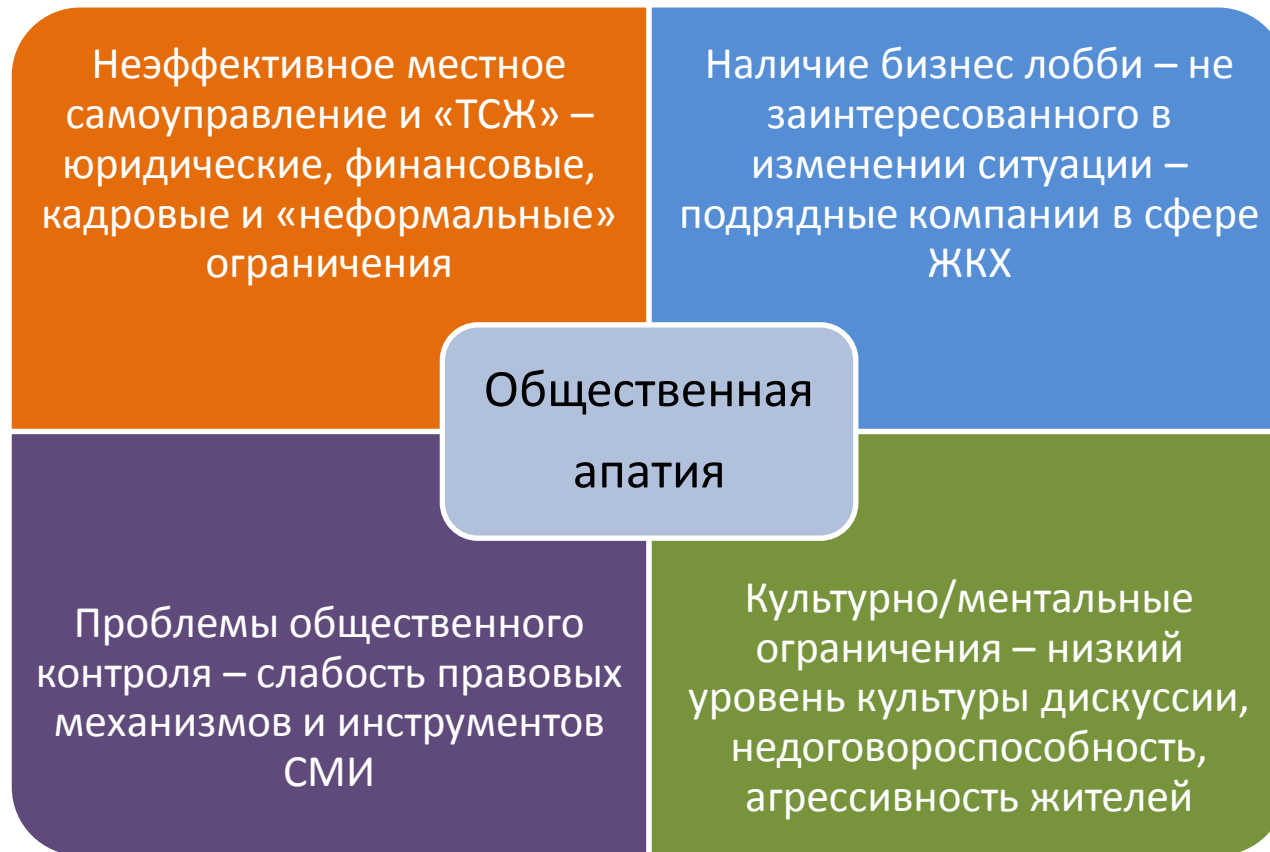 Неэффективное местное
самоуправление и «ТСЖ» –
юридические, финансовые,
кадровые и «неформальные»
ограничения
Наличие бизнес лобби – не
заинтересованного в
изменении ситуации –
подрядные компании в сфере
ЖКХ
Общественная
апатия
Проблемы общественного
контроля – слабость правовых
механизмов и инструментов
СМИ
Культурно/ментальные
ограничения – низкий
уровень культуры дискуссии,
недоговороспособность,
агрессивность жителей